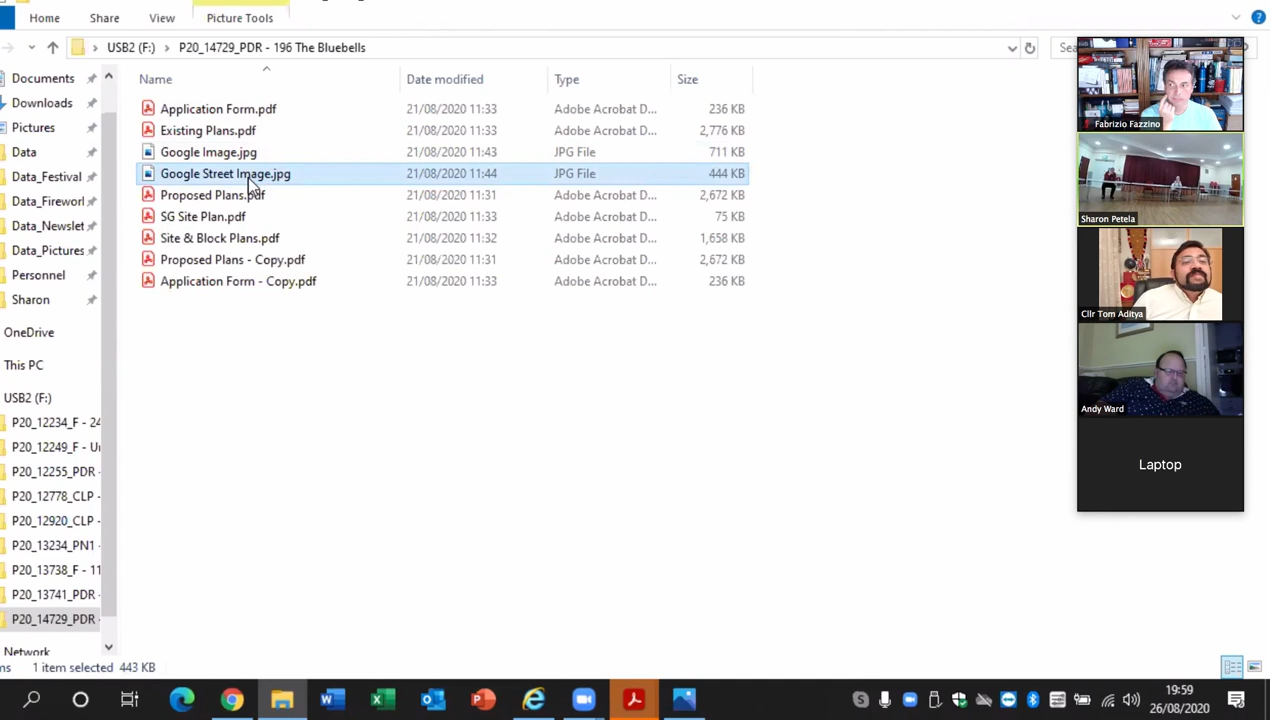 Home Share View Picture Tools
USB2 (F:) P20_14729_PDR - 196 The Bluebells
Name Date modified Type Size
Application Form.pdf 21/08/2020 11:33 Adobe Acrobat D... 236 KB
Existing Plans.pdf 21/08/2020 11:33 Adobe Acrobat D... 2,776 KB
Google Image.jpg 21/08/2020 11:43 JPG File 711 KB
Google Street Image.jpg 21/08/2020 11:44 JPG File 444 KB
Proposed Plans.pdf 21/08/2020 11:31 Adobe Acrobat D... 2,672 KB
SG Site Plan.pdf 21/08/2020 11:33 Adobe Acrobat D... 75 KB
Site & Block Plans.pdf 21/08/2020 11:32 Adobe Acrobat D... 1,658 KB
Proposed Plans - Copy.pdf 21/08/2020 11:31 Adobe Acrobat D... 2,672 KB
Application Form - Copy.pdf 21/08/2020 11:33 Adobe Acrobat D... 236 KB
Documents
Downloads
Pictures
Data
Data_Festival
Data_Firewor
Data_Newslet
Data_Pictures
Personnel
Sharon
OneDrive
This PC
USB2 (F:)
P20_12234_F - 24
P20_12249_F - Ur
P20_12255_PDR -
P20_12778_CLP -
P20_12920_CLP -
P20_13234_PN1 -
P20_13738_F - 11
P20_13741_PDR -
P20_14729_PDR -
Network
1 item selected 443 KB
Sea
Fabrizio Fazzino
Sharon Petela
Cllr Tom Aditya
Andy Ward
Laptop
19:59
26/08/2020